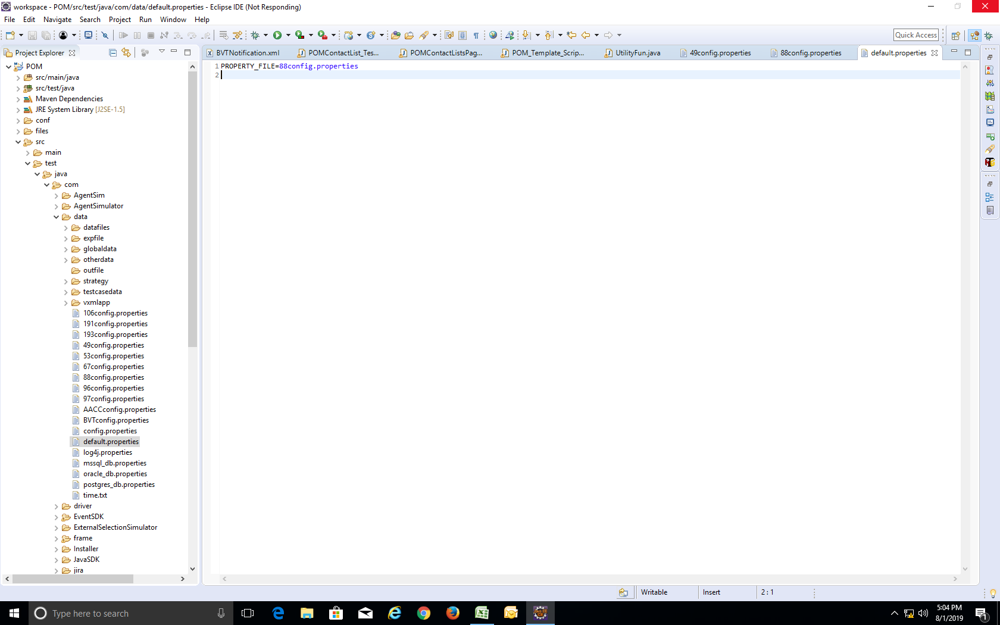 workspace - POM/src/test/java/com/data/default.properties - Eclipse IDE (Not Responding)
File Edit Navigate Search Project Run Window Help
Quick Access
Project Explorer
BVTNotification.xml POMContactList_Tes... POMContactListsPag... POM_Template_Scrip... UtilityFun.java 49config.properties 88config.properties default.properties
1 PROPERTY_FILE=88config.properties
2
POM
src/main/java
src/test/java
Maven Dependencies
JRE System Library [J2SE-1.5]
conf
files
src
main
test
java
com
AgentSim
AgentSimulator
data
datafiles
expfile
globaldata
otherdata
outfile
strategy
testcasedata
vxmlapp
106config.properties
191config.properties
193config.properties
49config.properties
53config.properties
67config.properties
88config.properties
96config.properties
97config.properties
AACCconfig.properties
BVTconfig.properties
config.properties
default.properties
log4j.properties
mssql_db.properties
oracle_db.properties
postgres_db.properties
time.txt
driver
EventSDK
ExternalSelectionSimulator
frame
Installer
JavaSDK
jira
Writable Insert 2 : 1
Type here to search
5:04 PM
8/1/2019
1